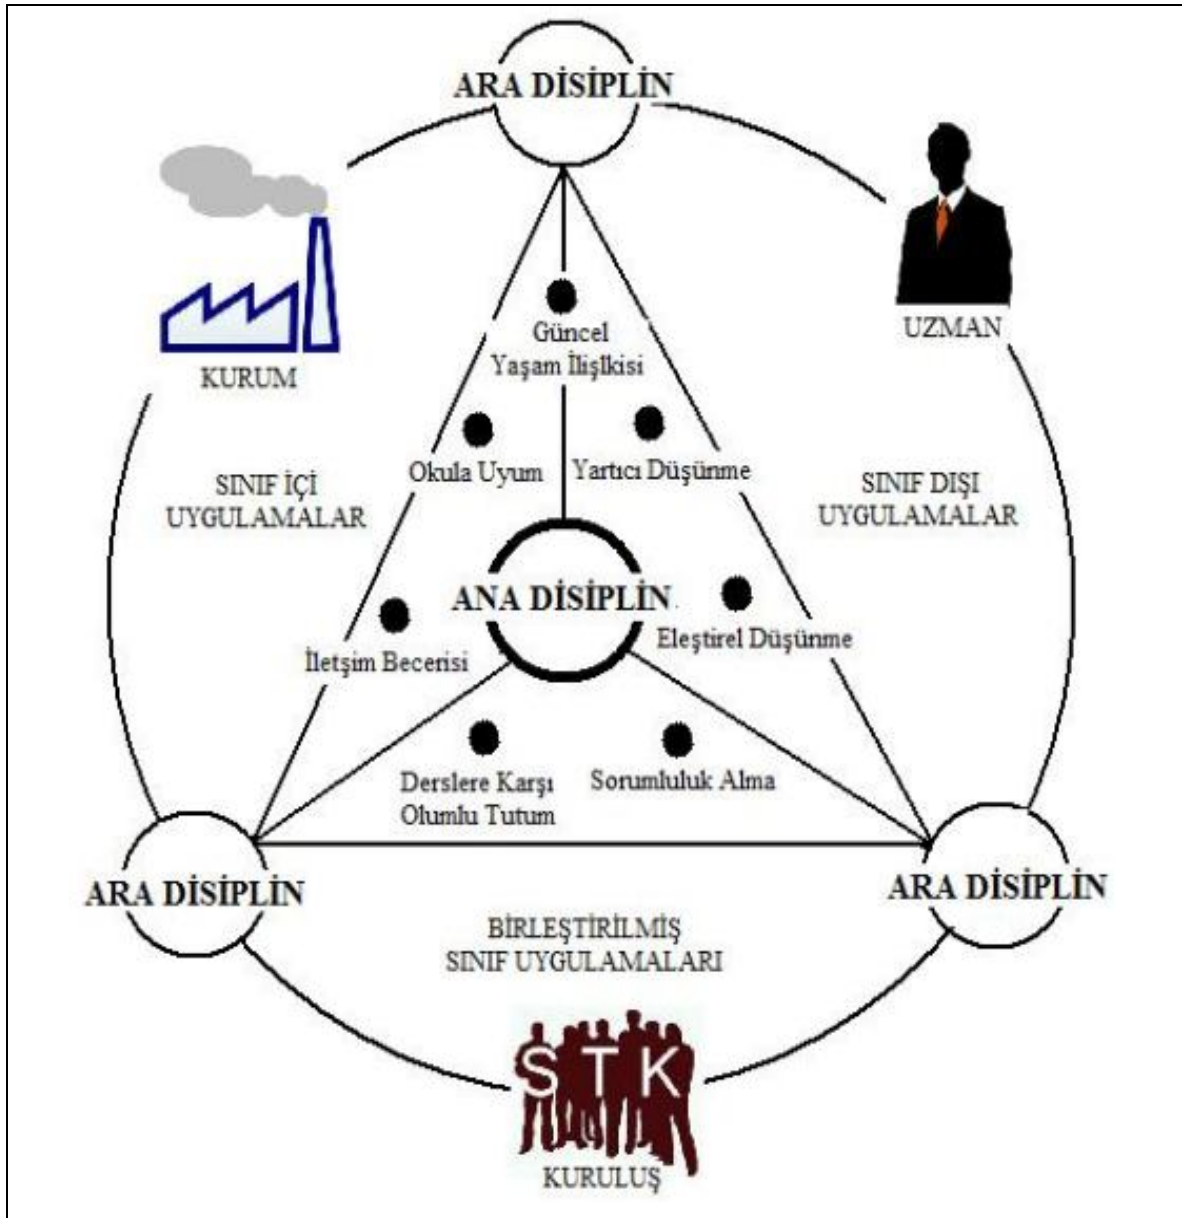 ARA DİSİPLİN
UZMAN
KURUM
Güncel
Yaşam İlişlkisi
Okula Uyum
Yartıcı Düşünme
SINIF İÇİ
UYGULAMALAR
SINIF DIŞI
UYGULAMALAR
ANA DİSİPLİN
İletşim Becerisi
Eleştirel Düşünme
Derslere Karşı
Olumlu Tutum
Sorumluluk Alma
ARA DİSİPLİN
ARA DİSİPLİN
BİRLEŞTİRİLMİŞ
SINIF UYGULAMALARI
STK
KURULUŞ